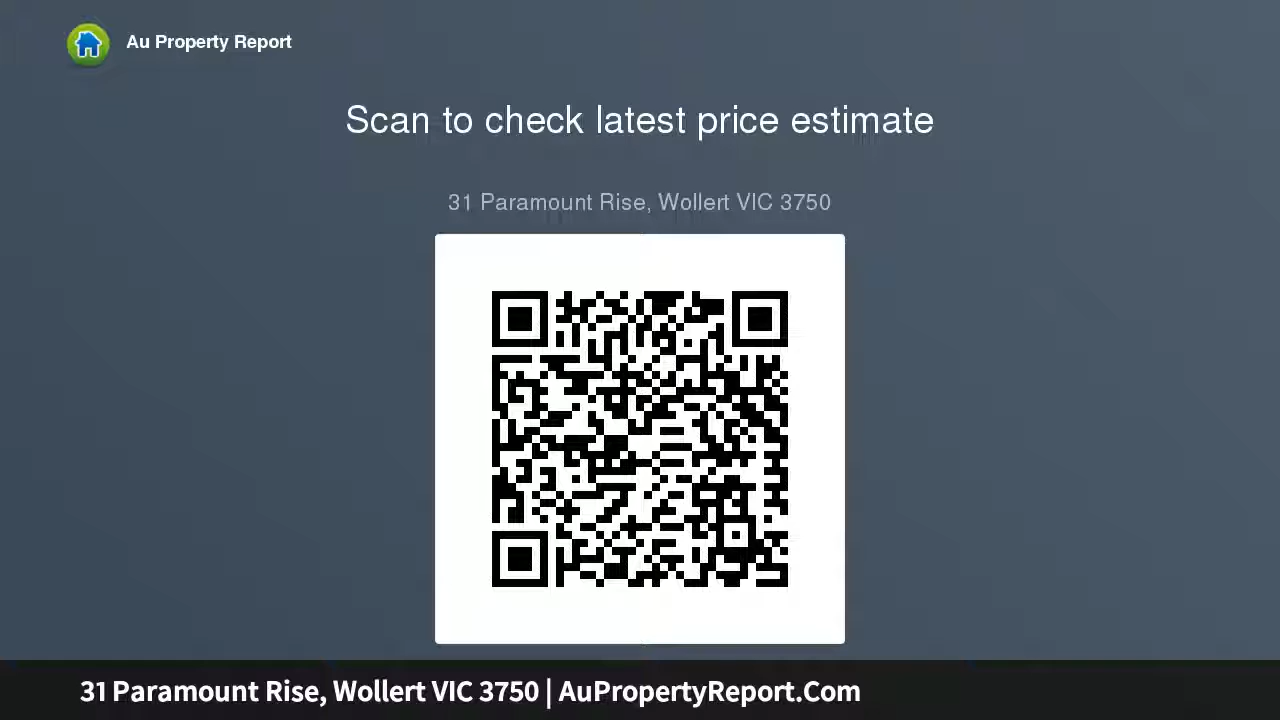 Au Property Report
Scan to check latest price estimate
31 Paramount Rise, Wollert VIC 3750
31 Paramount Rise, Wollert VIC 3750 | AuPropertyReport.Com